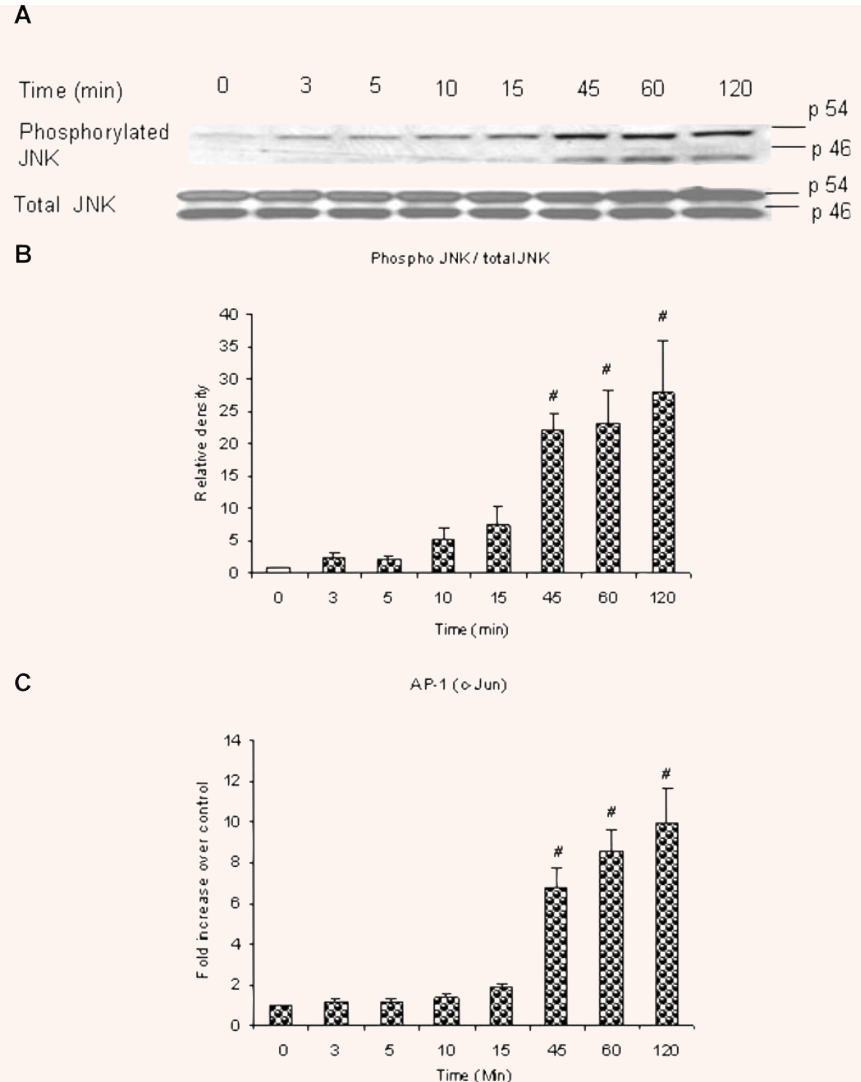 A
Time (min) 0 3 5 10 15 45 60 120
p 54
Phosphorylated
JNK
p 46
p 54
Total JNK
p 46
B
Phospho JNK / total JNK
40
35
30
25
20
15
10
5
0
Relative density
# # #
0 3 5 10 15 45 60 120
Time (min)
C
AP-1 (c-Jun)
14
12
10
8
6
4
2
0
Fold increase over control
# # #
0 3 5 10 15 45 60 120
Time (Min)